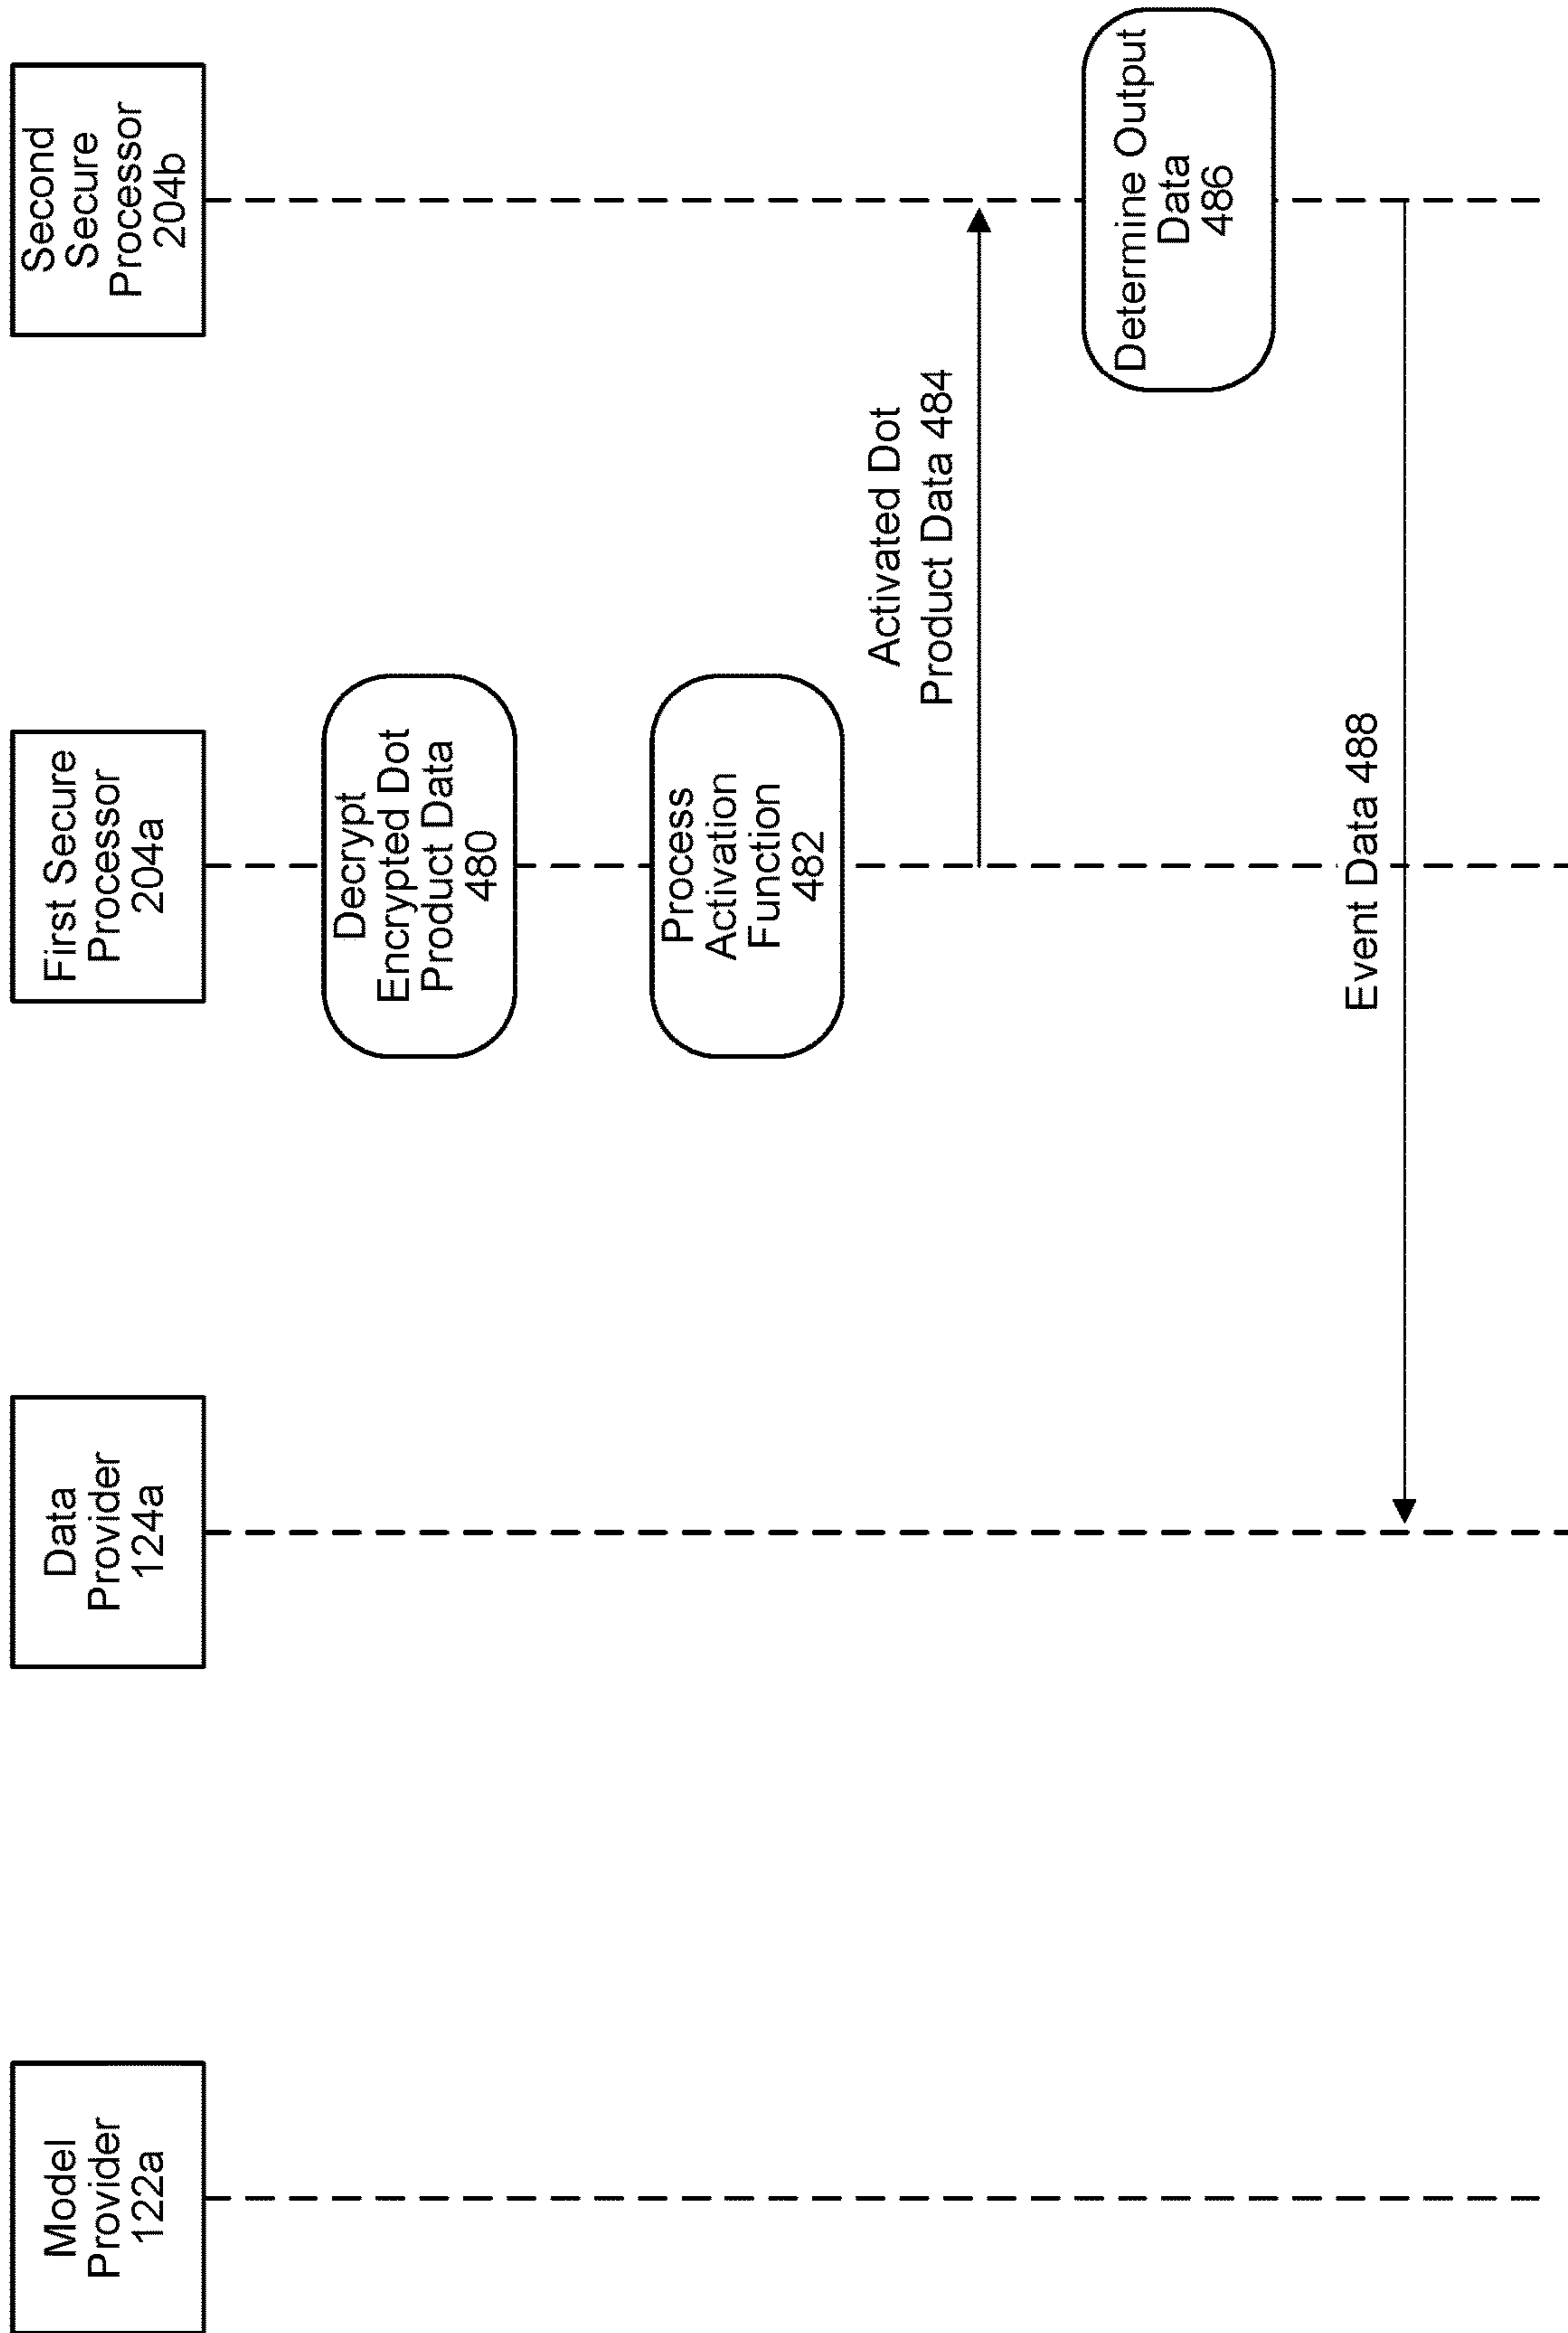 Model
Provider
122a
Data
Provider
124a
First Secure
Processor
204a
Second
Secure
Processor
204b
Decrypt
Encrypted Dot
Product Data
480
Process
Activation
Function
482
Activated Dot
Product Data 484
Determine Output
Data
486
Event Data 488